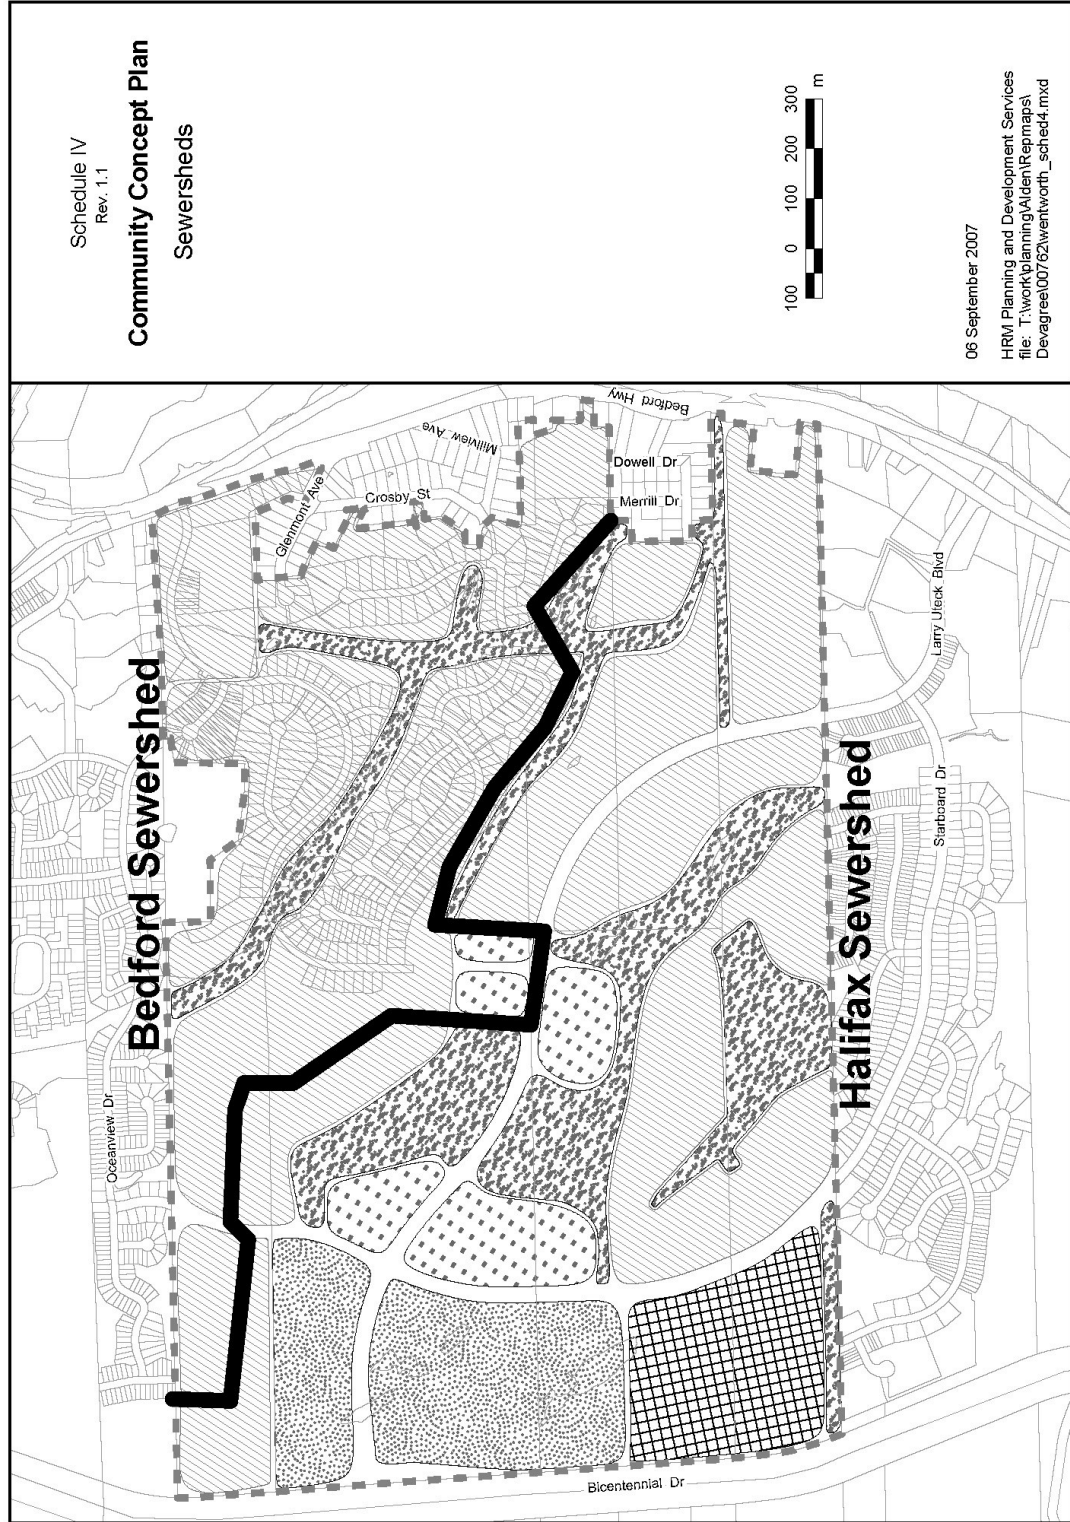 Schedule IV
Rev. 1.1
Community Concept Plan
Sewersheds
100 0 100 200 300 m
06 September 2007
HRM Planning and Development Services
file: T:\work\planning\Alden\Repmaps\
Devagree\00762\wentworth_sched4.mxd
Bedford Sewershed
Halifax Sewershed
Oceanview Dr
Glenmont Ave
Crosby St
Millview Ave
Bedford Hwy
Dowell Dr
Merrill Dr
Larry Uteck Blvd
Starboard Dr
Bicentennial Dr